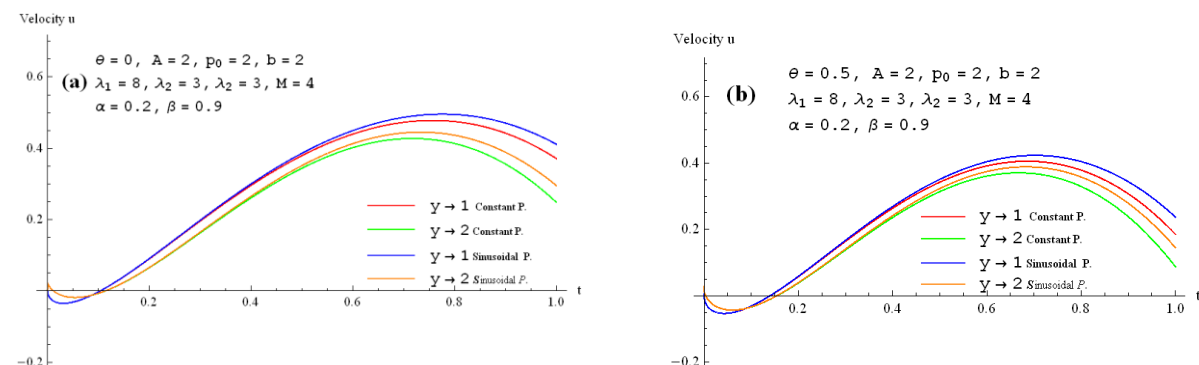 Velocity u
θ = 0, A = 2, p₀ = 2, b = 2
(a) λ₁ = 8, λ₂ = 3, λ₂ = 3, M = 4
α = 0.2, β = 0.9
0.6
0.4
0.2
y → 1 Constant P.
y → 2 Constant P.
y → 1 Sinusoidal P.
y → 2 Sinusoidal P.
0.2 0.4 0.6 0.8 1.0 t
−0.2
Velocity u
θ = 0.5, A = 2, p₀ = 2, b = 2
(b)
λ₁ = 8, λ₂ = 3, λ₂ = 3, M = 4
α = 0.2, β = 0.9
0.6
0.4
0.2
y → 1 Constant P.
y → 2 Constant P.
y → 1 Sinusoidal P.
y → 2 Sinusoidal P.
0.2 0.4 0.6 0.8 1.0 t
−0.2